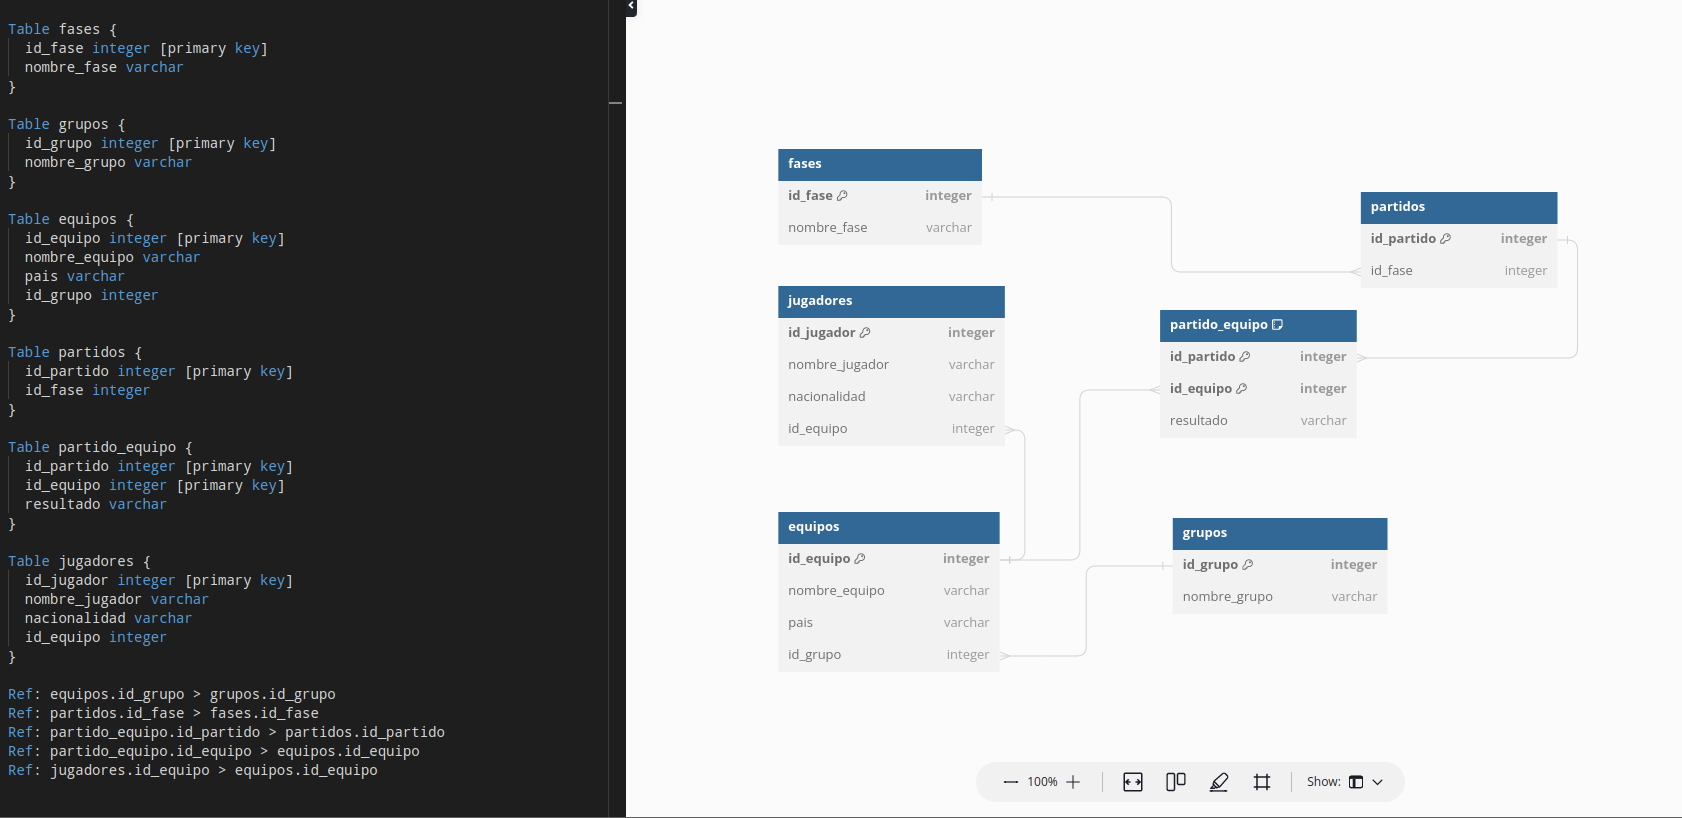 Table fases {
id_fase integer [primary key]
nombre_fase varchar
}
Table grupos {
id_grupo integer [primary key]
nombre_grupo varchar
}
Table equipos {
id_equipo integer [primary key]
nombre_equipo varchar
pais varchar
id_grupo integer
}
Table partidos {
id_partido integer [primary key]
id_fase integer
}
Table partido_equipo {
id_partido integer [primary key]
id_equipo integer [primary key]
resultado varchar
}
Table jugadores {
id_jugador integer [primary key]
nombre_jugador varchar
nacionalidad varchar
id_equipo integer
}
Ref: equipos.id_grupo > grupos.id_grupo
Ref: partidos.id_fase > fases.id_fase
Ref: partido_equipo.id_partido > partidos.id_partido
Ref: partido_equipo.id_equipo > equipos.id_equipo
Ref: jugadores.id_equipo > equipos.id_equipo
fases
id_fase integer
nombre_fase varchar
partidos
id_partido integer
id_fase integer
jugadores
id_jugador integer
nombre_jugador varchar
nacionalidad varchar
id_equipo integer
partido_equipo
id_partido integer
id_equipo integer
resultado varchar
equipos
id_equipo integer
nombre_equipo varchar
pais varchar
id_grupo integer
grupos
id_grupo integer
nombre_grupo varchar
100%
Show: